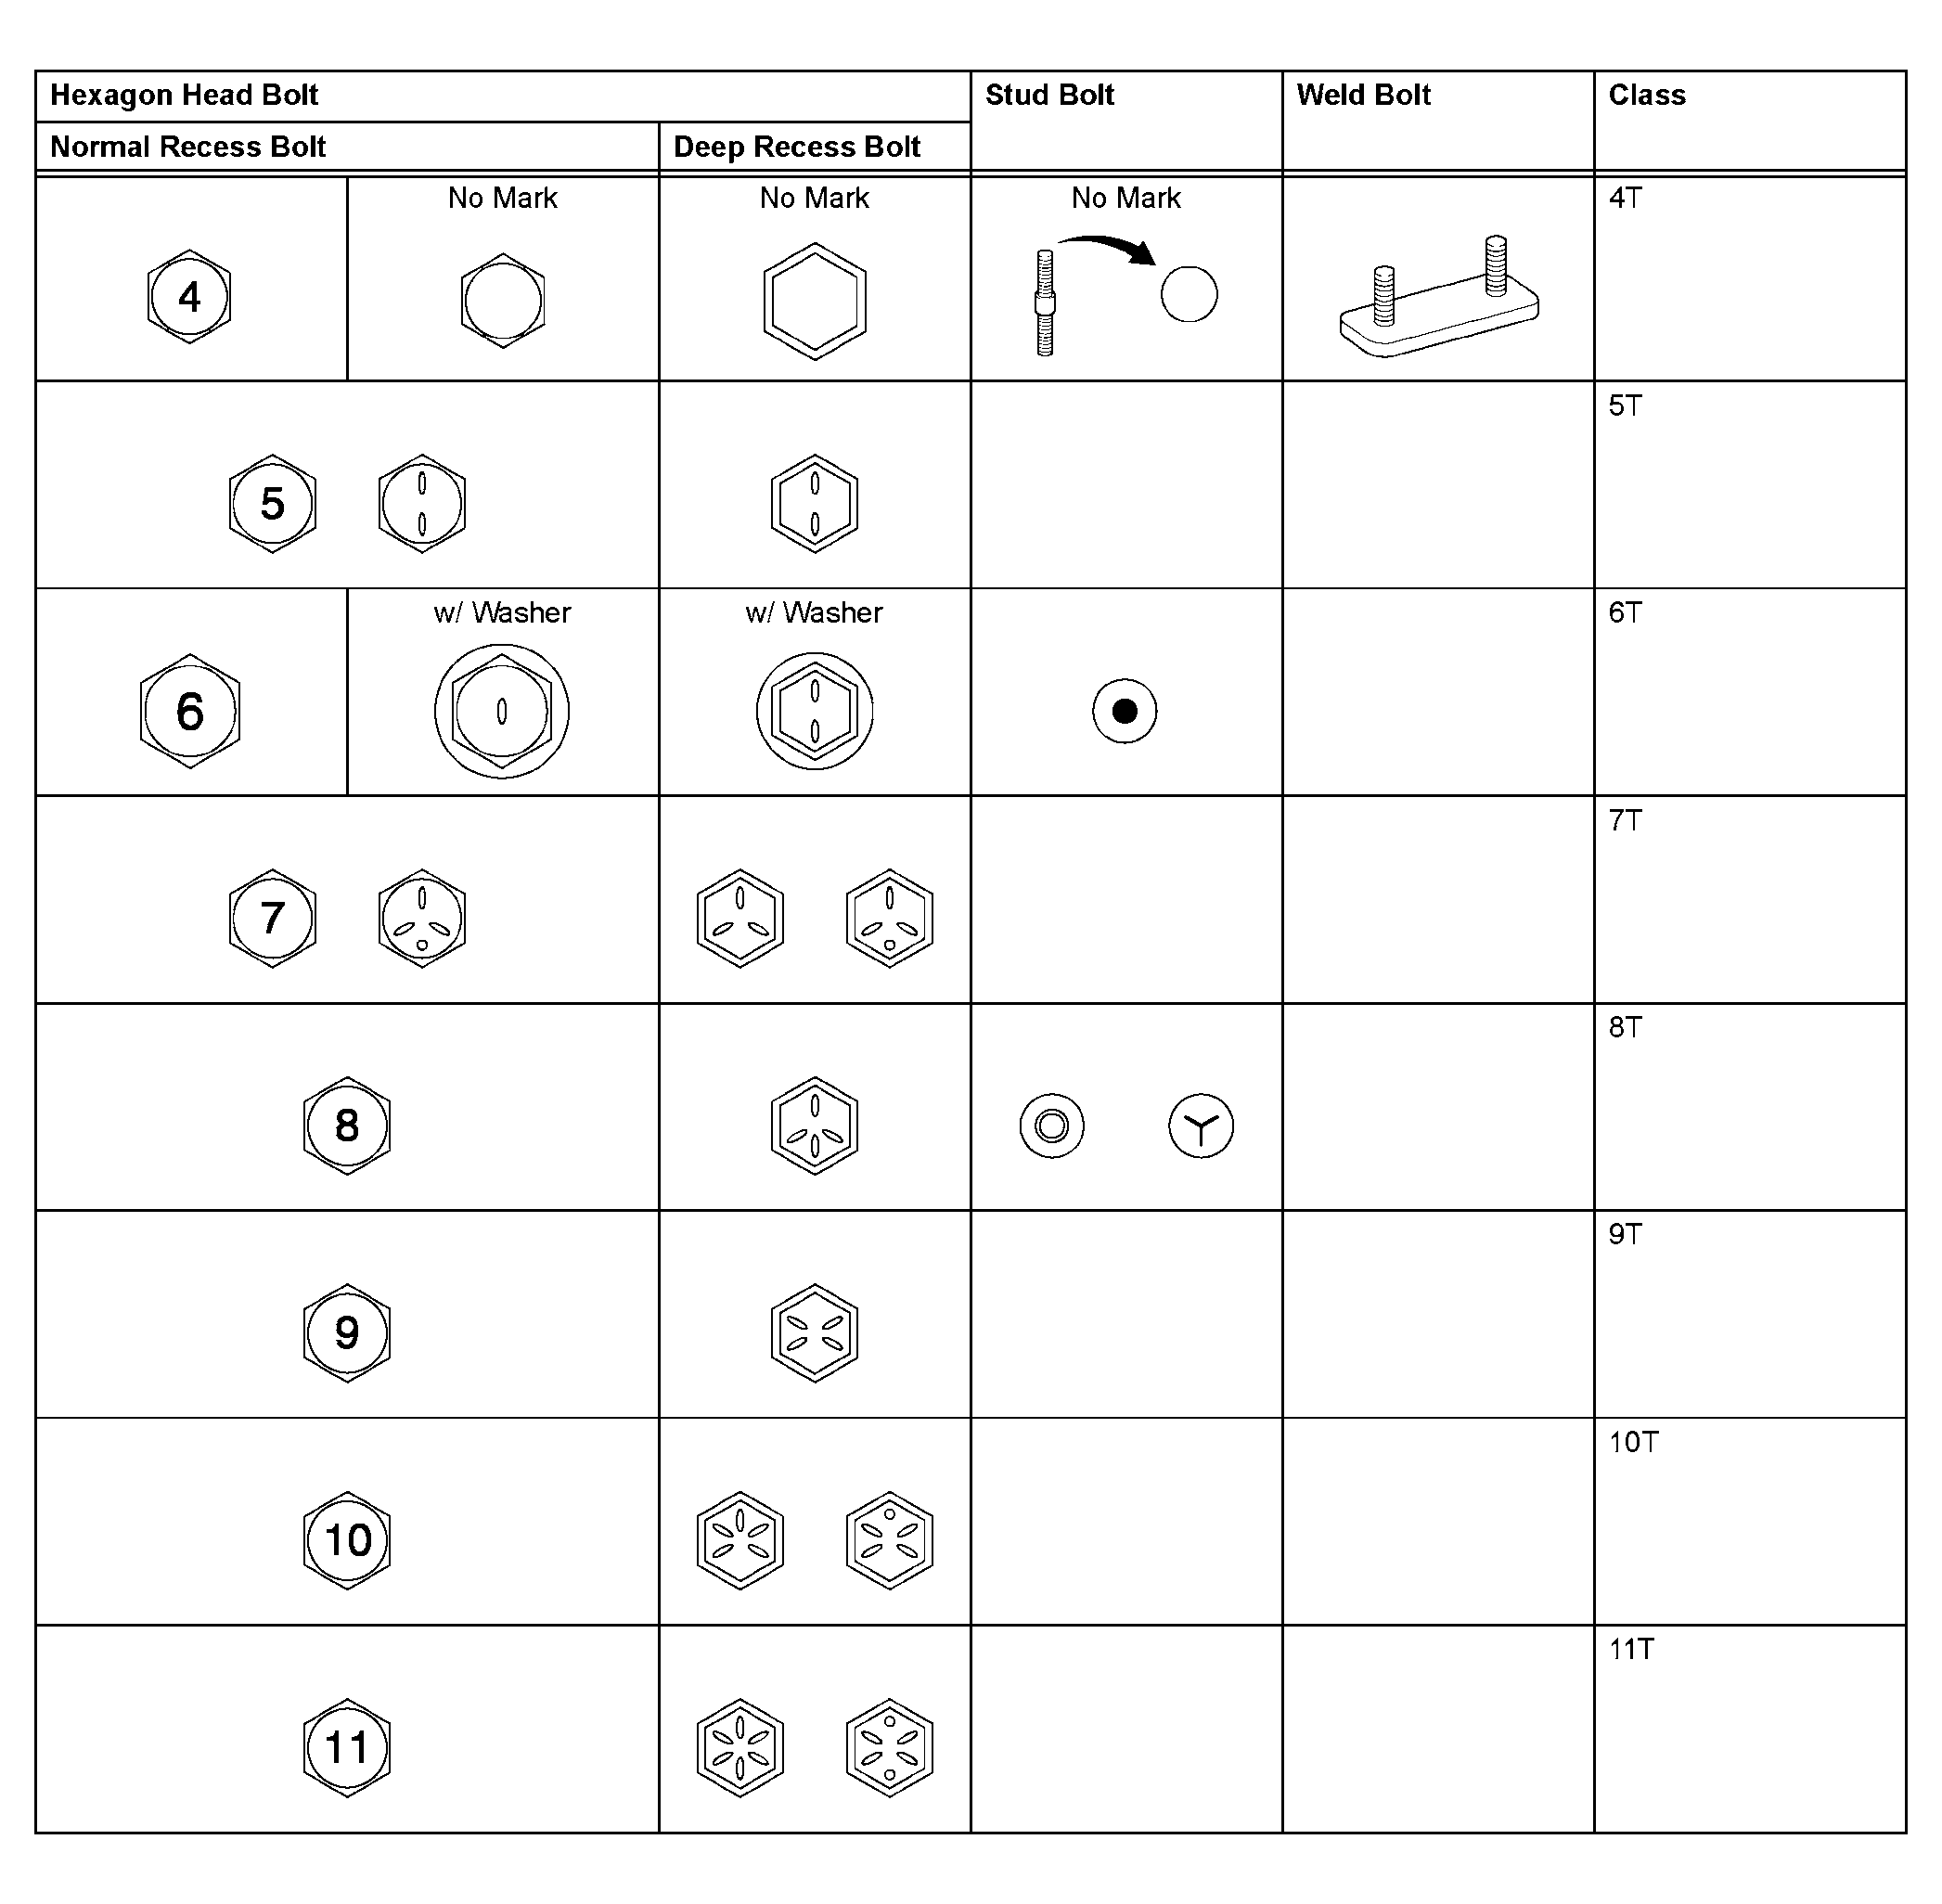 Hexagon Head Bolt
Stud Bolt
Weld Bolt
Class
Normal Recess Bolt
Deep Recess Bolt
No Mark
No Mark
No Mark
4T
4
5T
5
w/ Washer
w/ Washer
6T
6
7T
7
8T
8
9T
9
10T
10
11T
11